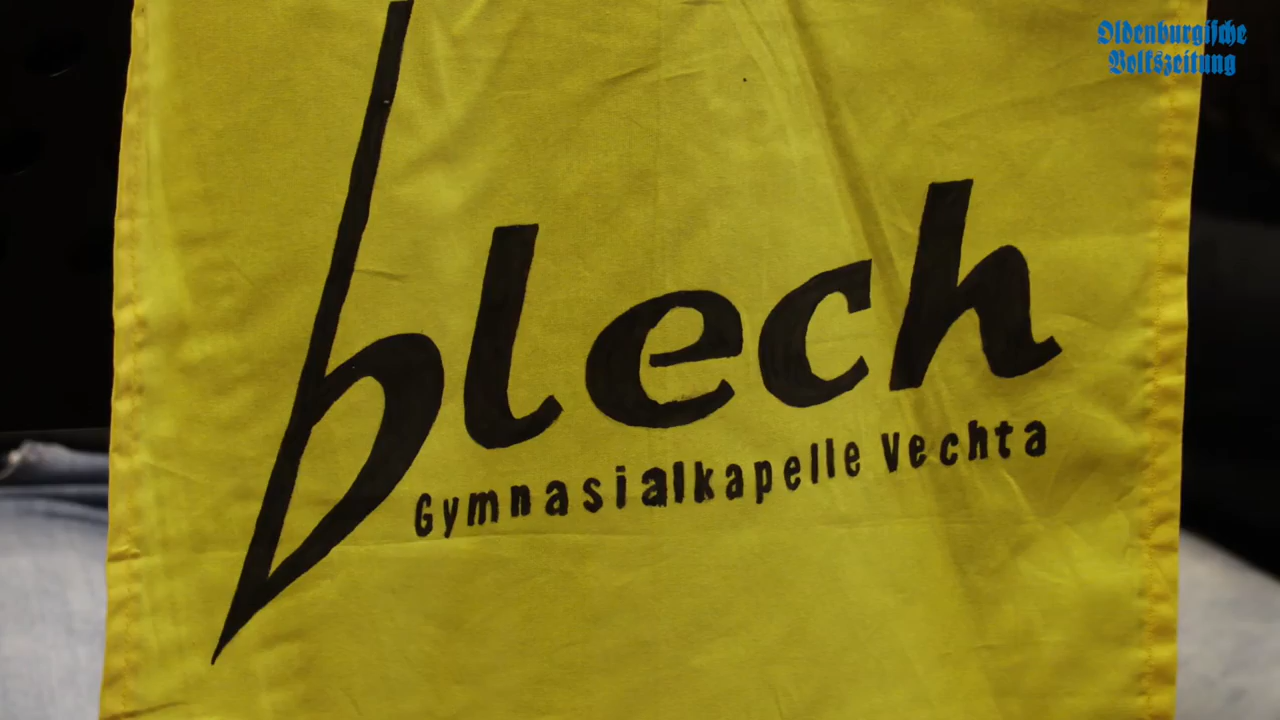 Oldenburgische
Volkszeitung
blech
Gymnasialkapelle Vechta